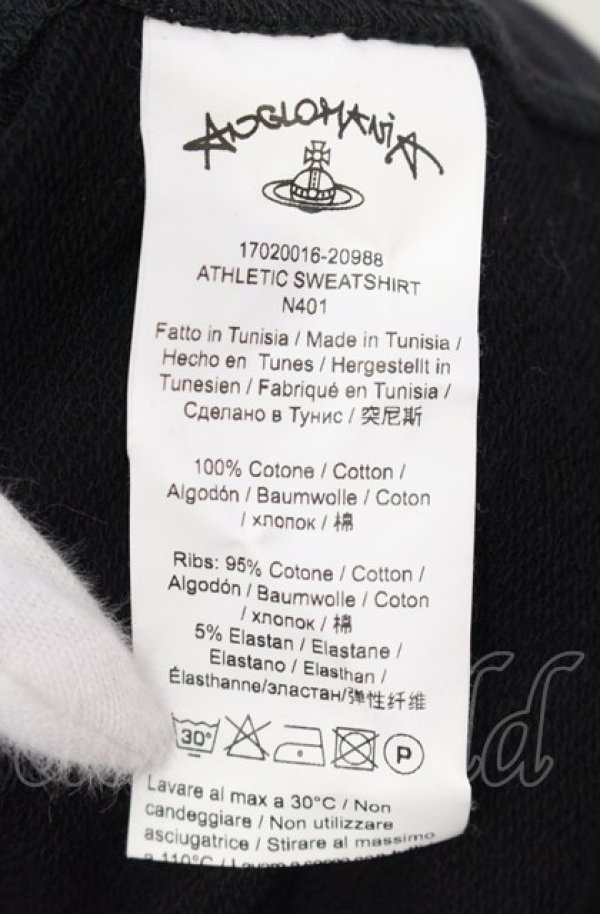 ANGLOMANIA
17020016-20988
ATHLETIC SWEATSHIRT
N401
Fatto in Tunisia / Made in Tunisia /
Hecho en Tunes / Hergestellt in
Tunesien / Fabriqué en Tunisia /
Сделано в Тунис / 突尼斯
100% Cotone / Cotton /
Algodón / Baumwolle / Coton
/ хлопок / 棉
Ribs: 95% Cotone / Cotton /
Algodón / Baumwolle / Coton
/ хлопок / 棉
5% Elastan / Elastane /
Elastano / Elasthan /
Élasthanne/эластан/弹性纤维
30° P
Lavare al max a 30°C / Non
candeggiare / Non utilizzare
asciugatrice / Stirare al massimo
a 110°C /